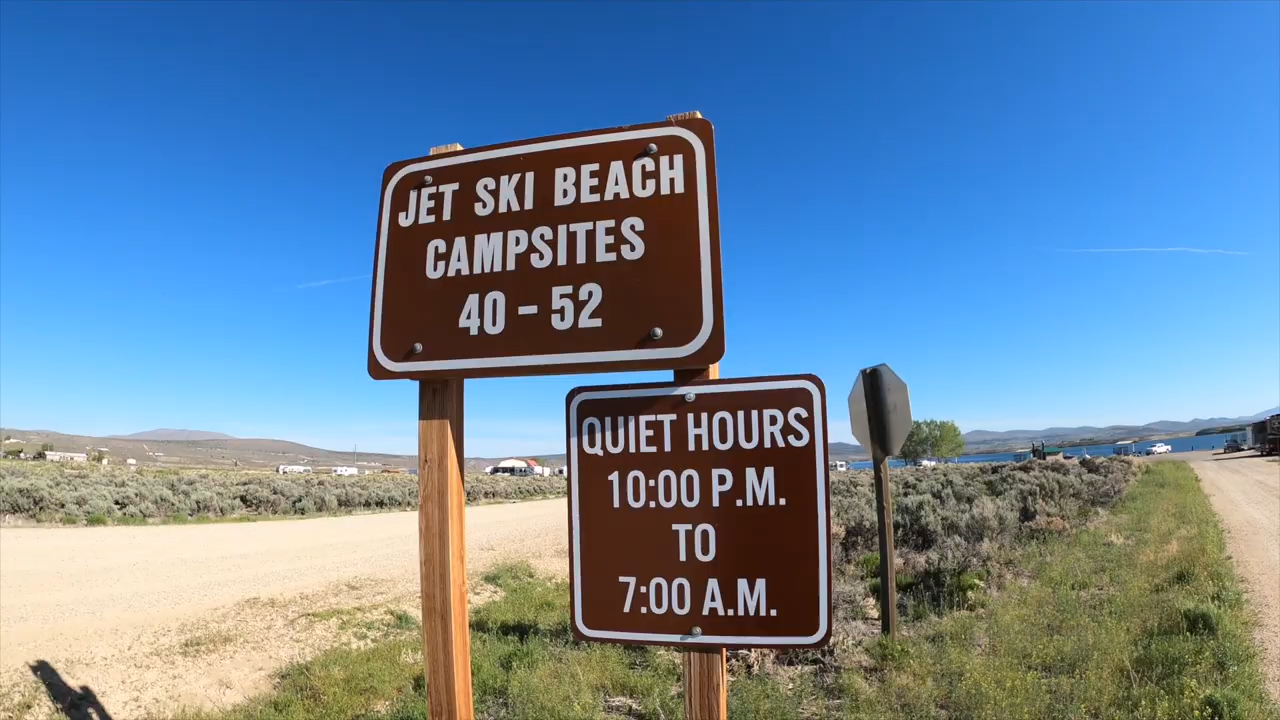 JET SKI BEACH
CAMPSITES
40 - 52
QUIET HOURS
10:00 P.M.
TO
7:00 A.M.